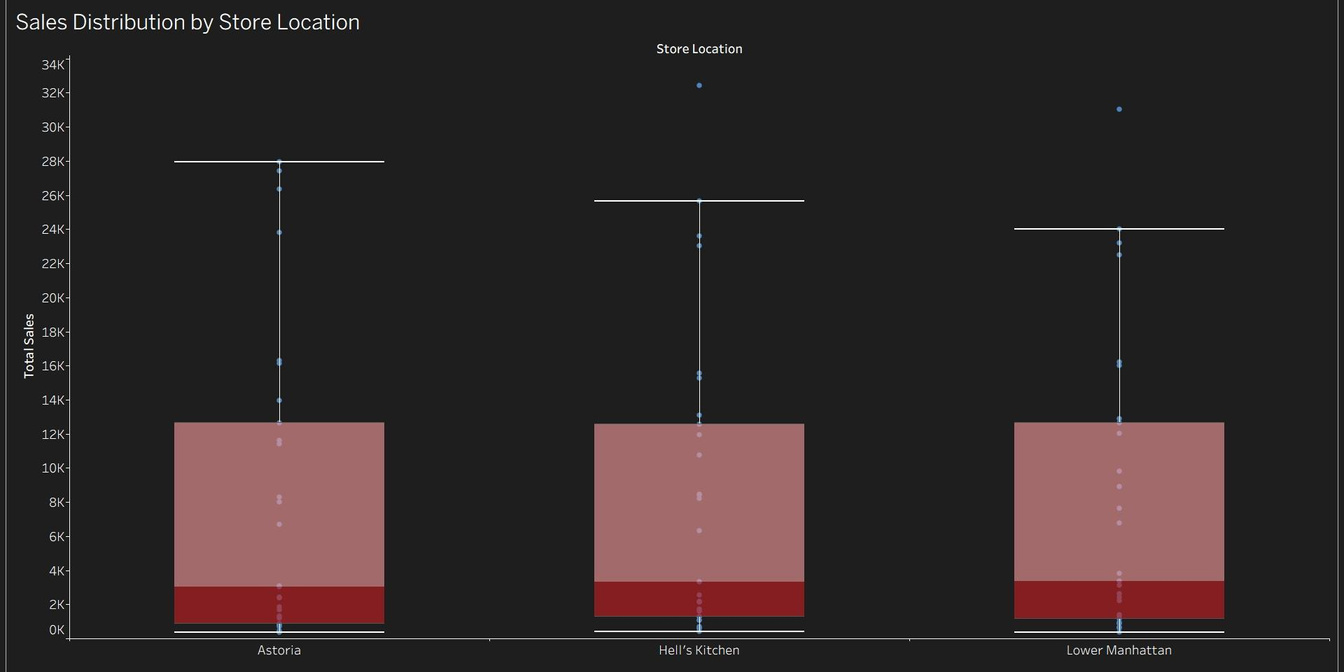 Sales Distribution by Store Location
Store Location
34K
32K
30K
28K
26K
24K
22K
20K
18K
16K
14K
12K
10K
8K
6K
4K
2K
0K
Total Sales
Astoria
Hell's Kitchen
Lower Manhattan